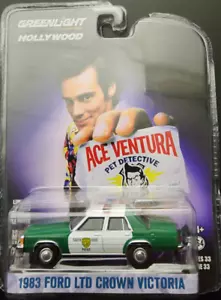 GREENLIGHT
HOLLYWOOD
ACE VENTURA
PET DETECTIVE
1983 FORD LTD CROWN VICTORIA